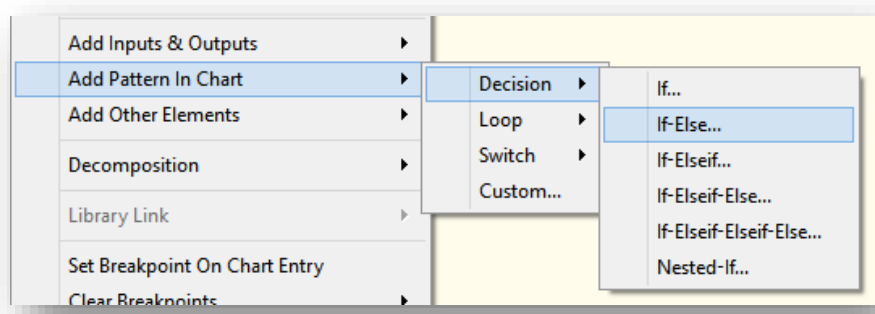 Add Inputs & Outputs
Add Pattern In Chart
Add Other Elements
Decomposition
Library Link
Set Breakpoint On Chart Entry
Clear Breakpoints
Decision
Loop
Switch
Custom...
If...
If-Else...
If-Elseif...
If-Elseif-Else...
If-Elseif-Elseif-Else...
Nested-If...